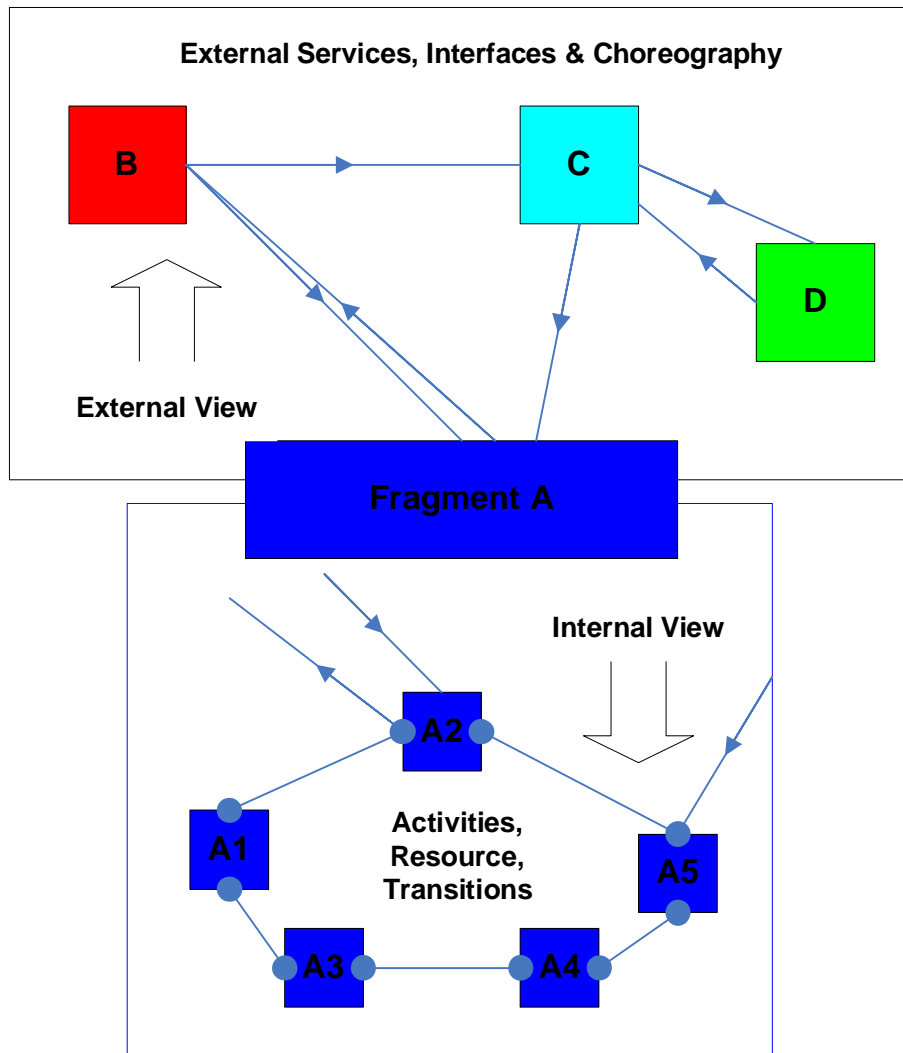 External Services, Interfaces & Choreography
B
C
D
External View
Fragment A
Internal View
A2
Activities,
Resource,
Transitions
A1
A5
A3
A4